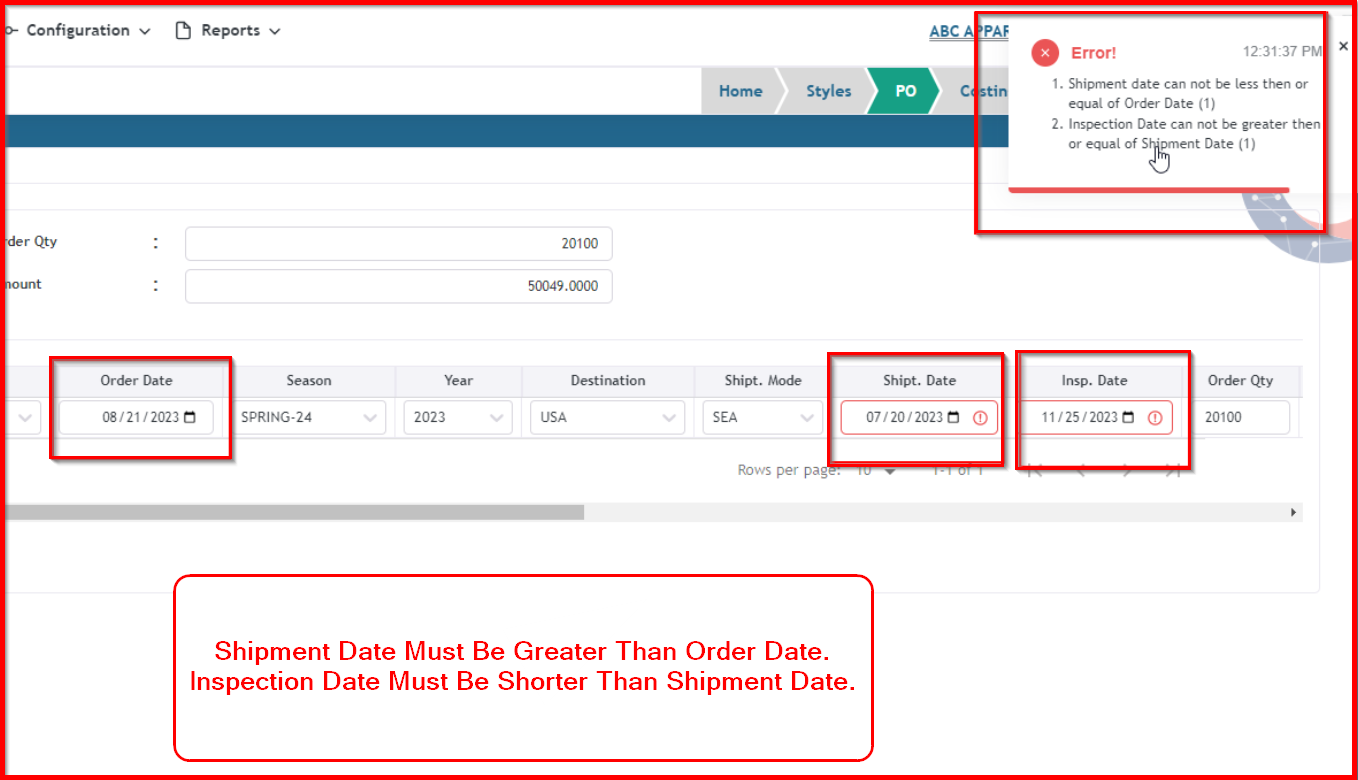 Configuration Reports ABC APPAR
Error! 12:31:37 PM
1. Shipment date can not be less then or
equal of Order Date (1)
2. Inspection Date can not be greater then
or equal of Shipment Date (1)
Home Styles PO Costin
rder Qty : 20100
mount : 50049.0000
Order Date Season Year Destination Shipt. Mode Shipt. Date Insp. Date Order Qty
08/21/2023 SPRING-24 2023 USA SEA 07/20/2023 11/25/2023 20100
Rows per page: 10 1-1 of 1
Shipment Date Must Be Greater Than Order Date.
Inspection Date Must Be Shorter Than Shipment Date.